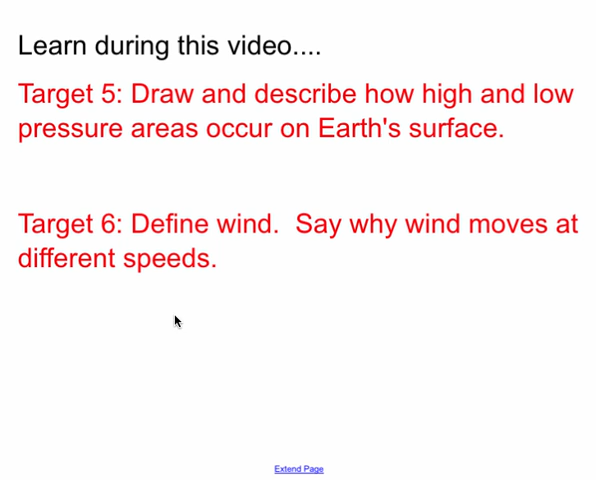 Learn during this video....
Target 5: Draw and describe how high and low
pressure areas occur on Earth's surface.
Target 6: Define wind.  Say why wind moves at
different speeds.
Extend Page